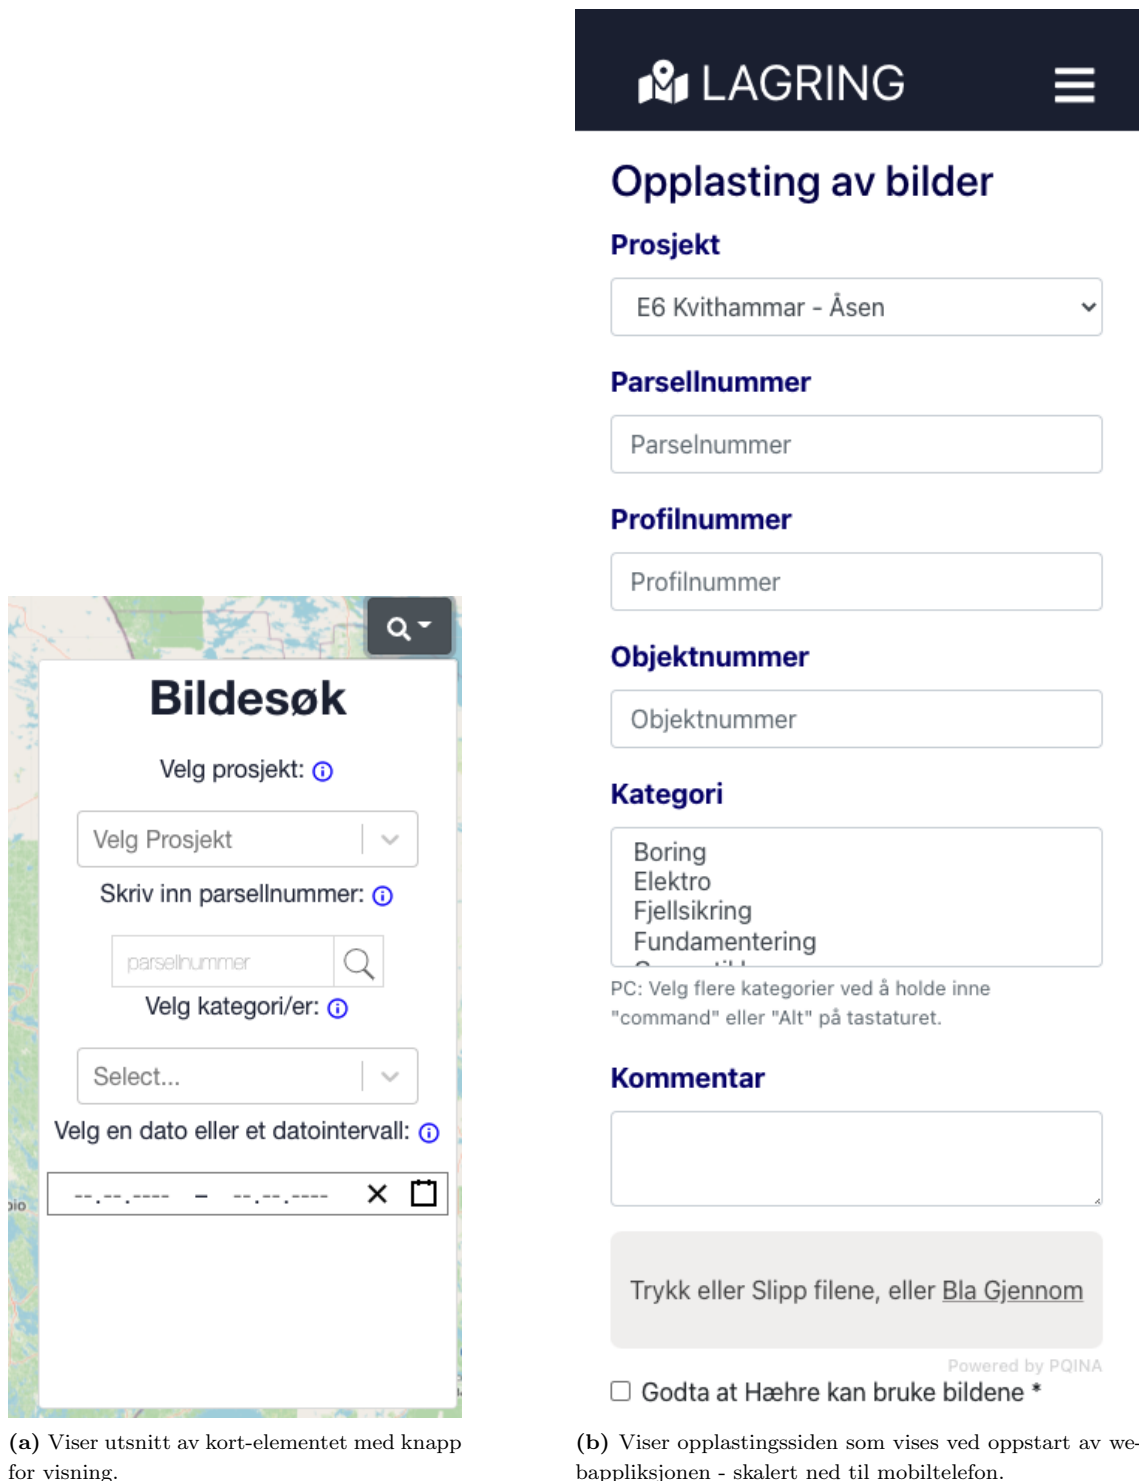 Bildesøk
Velg prosjekt:
Velg Prosjekt
Skriv inn parsellnummer:
parsellnummer
Velg kategori/er:
Select...
Velg en dato eller et datointervall:
--.--.---- – --.--.----
(a) Viser utsnitt av kort-elementet med knapp
for visning.
LAGRING
Opplasting av bilder
Prosjekt
E6 Kvithammar - Åsen
Parsellnummer
Parselnummer
Profilnummer
Profilnummer
Objektnummer
Objektnummer
Kategori
Boring
Elektro
Fjellsikring
Fundamentering
PC: Velg flere kategorier ved å holde inne
"command" eller "Alt" på tastaturet.
Kommentar
Trykk eller Slipp filene, eller Bla Gjennom
Powered by PQINA
Godta at Hæhre kan bruke bildene *
(b) Viser opplastingssiden som vises ved oppstart av we-
bappliksjonen - skalert ned til mobiltelefon.